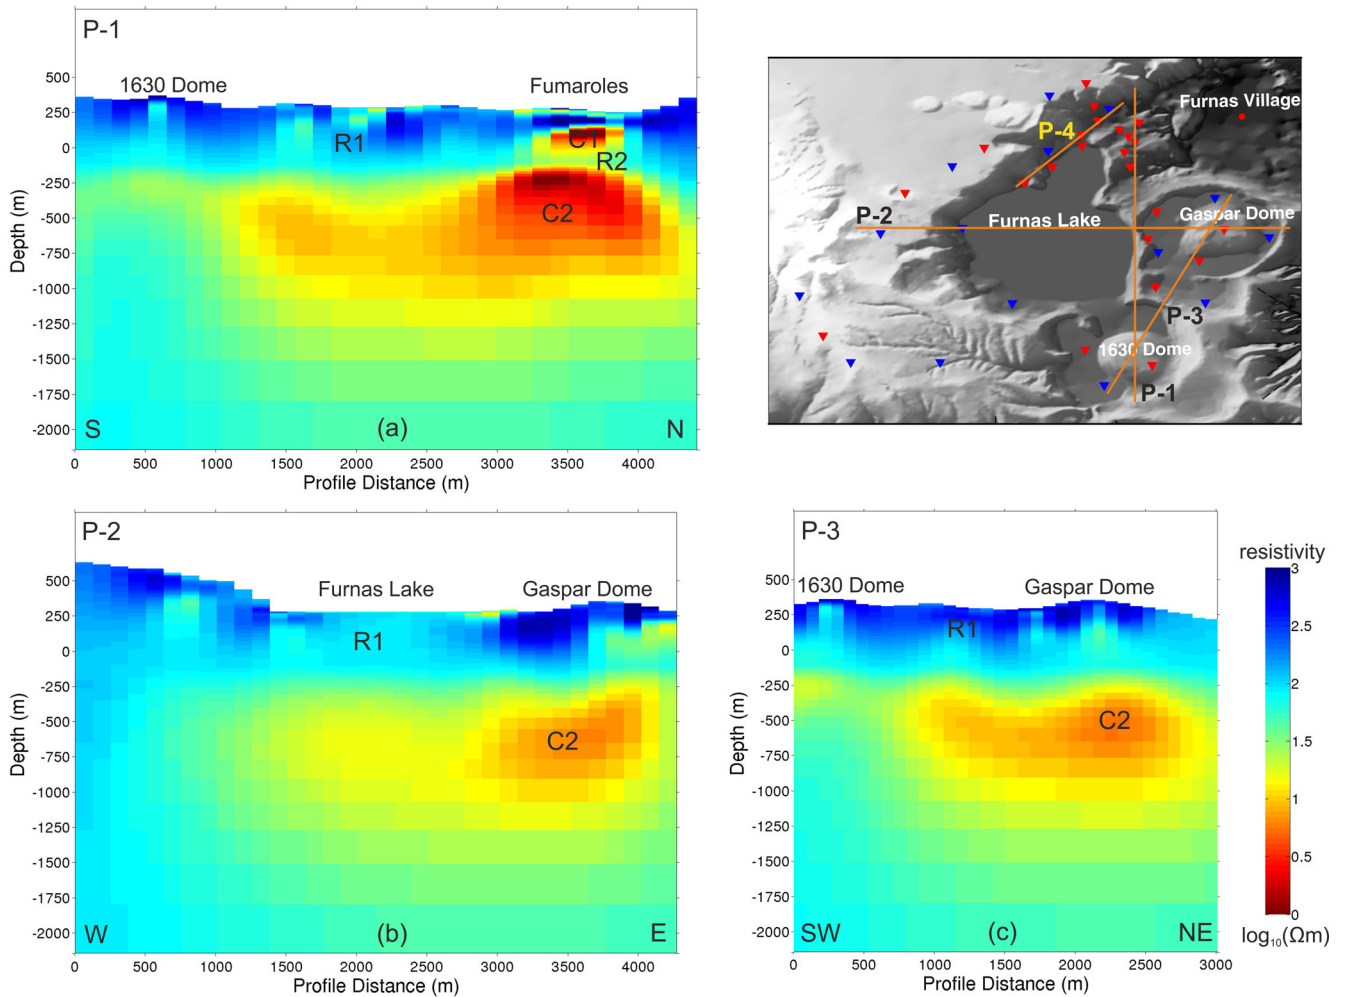 P-1
1630 Dome
Fumaroles
R1
C1
R2
C2
500
250
0
-250
-500
-750
-1000
-1250
-1500
-1750
-2000
Depth (m)
S
(a)
N
0 500 1000 1500 2000 2500 3000 3500 4000
Profile Distance (m)
Furnas Village
P-4
P-2
Furnas Lake
Gaspar Dome
P-3
1630 Dome
P-1
P-2
Furnas Lake
Gaspar Dome
R1
C2
500
250
0
-250
-500
-750
-1000
-1250
-1500
-1750
-2000
Depth (m)
W
(b)
E
0 500 1000 1500 2000 2500 3000 3500 4000
Profile Distance (m)
P-3
1630 Dome
Gaspar Dome
R1
C2
500
250
0
-250
-500
-750
-1000
-1250
-1500
-1750
-2000
Depth (m)
SW
(c)
NE
0 500 1000 1500 2000 2500 3000
Profile Distance (m)
resistivity
3
2.5
2
1.5
1
0.5
0
log₁₀(Ωm)